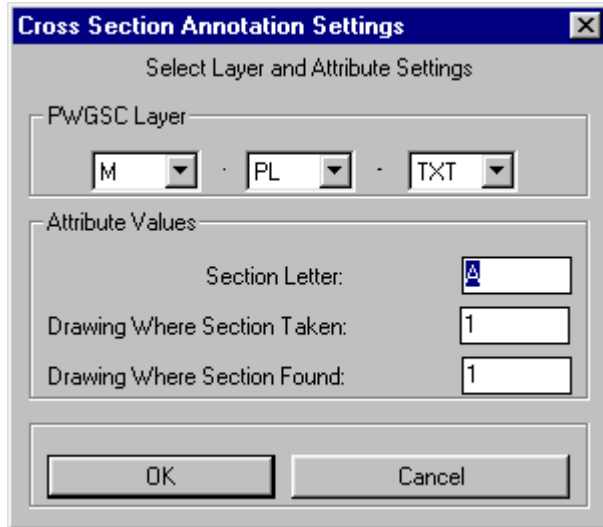 Cross Section Annotation Settings
Select Layer and Attribute Settings
PWGSC Layer
M - PL - TXT
Attribute Values
Section Letter: A
Drawing Where Section Taken: 1
Drawing Where Section Found: 1
OK Cancel